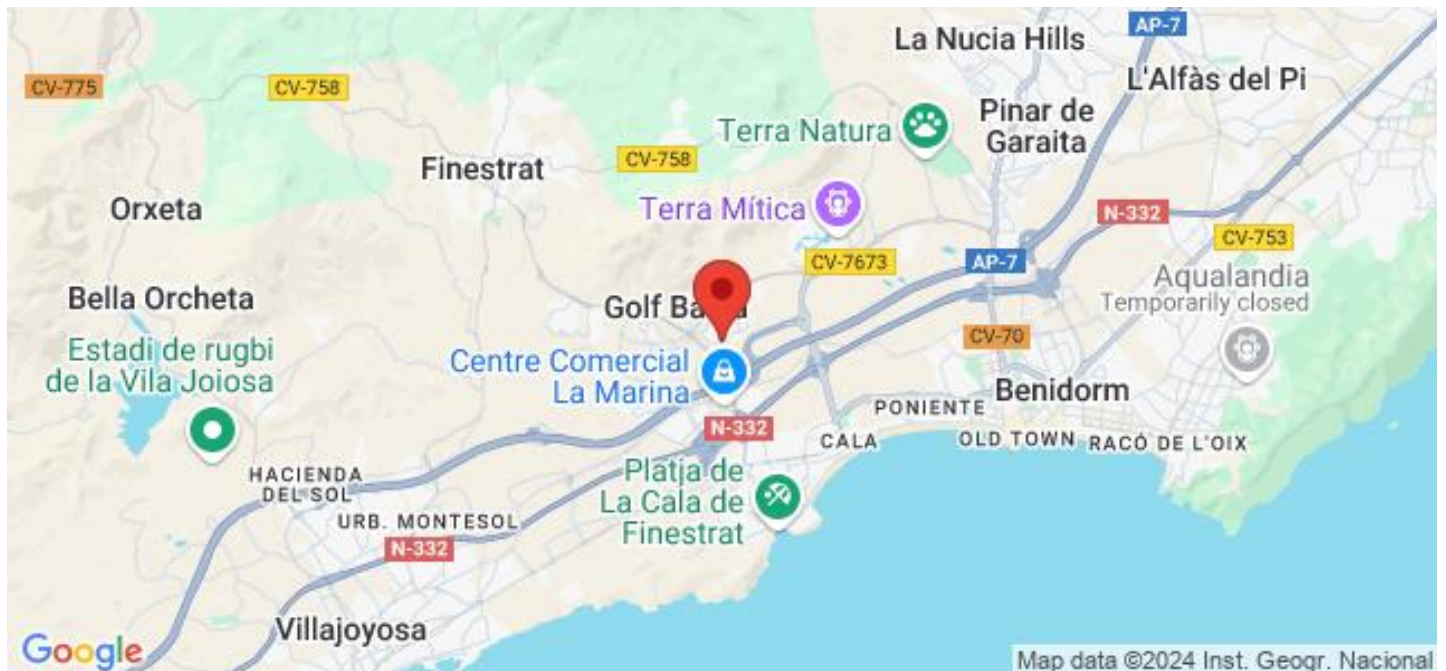 AP-7
La Nucia Hills
CV-775
CV-758
L'Alfàs del Pi
Terra Natura
Pinar de
Garaita
Finestrat
CV-758
Orxeta
Terra Mítica
N-332
CV-753
CV-7673
AP-7
Aqualandia
Temporarily closed
Bella Orcheta
Golf Ba
Estadi de rugbi
de la Vila Joiosa
CV-70
Centre Comercial
La Marina
Benidorm
PONIENTE
N-332
CALA
OLD TOWN
RACÓ DE L'OIX
HACIENDA
DEL SOL
Platja de
La Cala de
Finestrat
URB. MONTESOL
N-332
Villajoyosa
Google
Map data ©2024 Inst. Geogr. Nacional